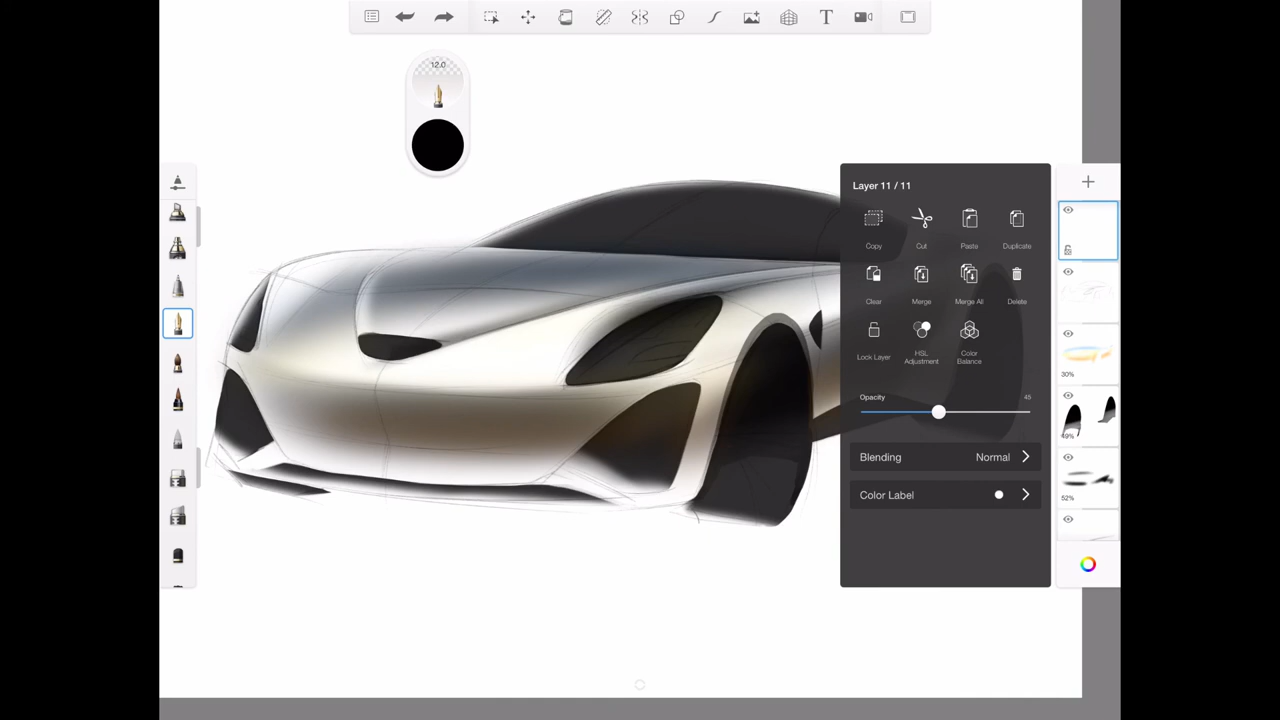 12.0
Layer 11 / 11
Copy Cut Paste Duplicate
Clear Merge Merge All Delete
Lock Layer HSL Adjustment Color Balance
Opacity 45
Blending Normal
Color Label
30%
49%
52%